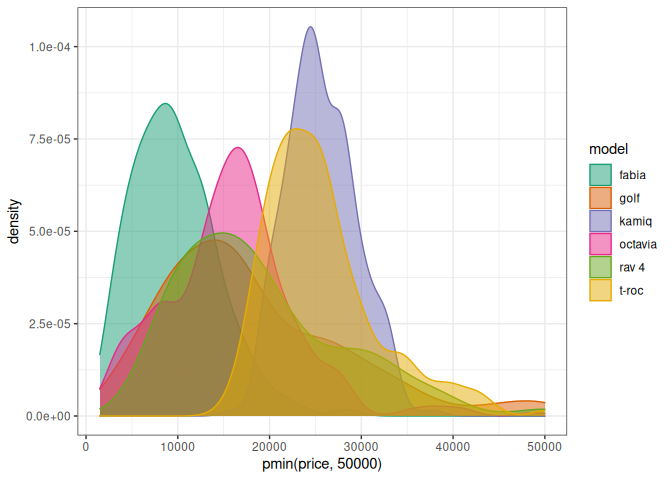 1.0e-04
7.5e-05
5.0e-05
2.5e-05
0.0e+00
density
0
10000
20000
30000
40000
50000
pmin(price, 50000)
model
fabia
golf
kamiq
octavia
rav 4
t-roc